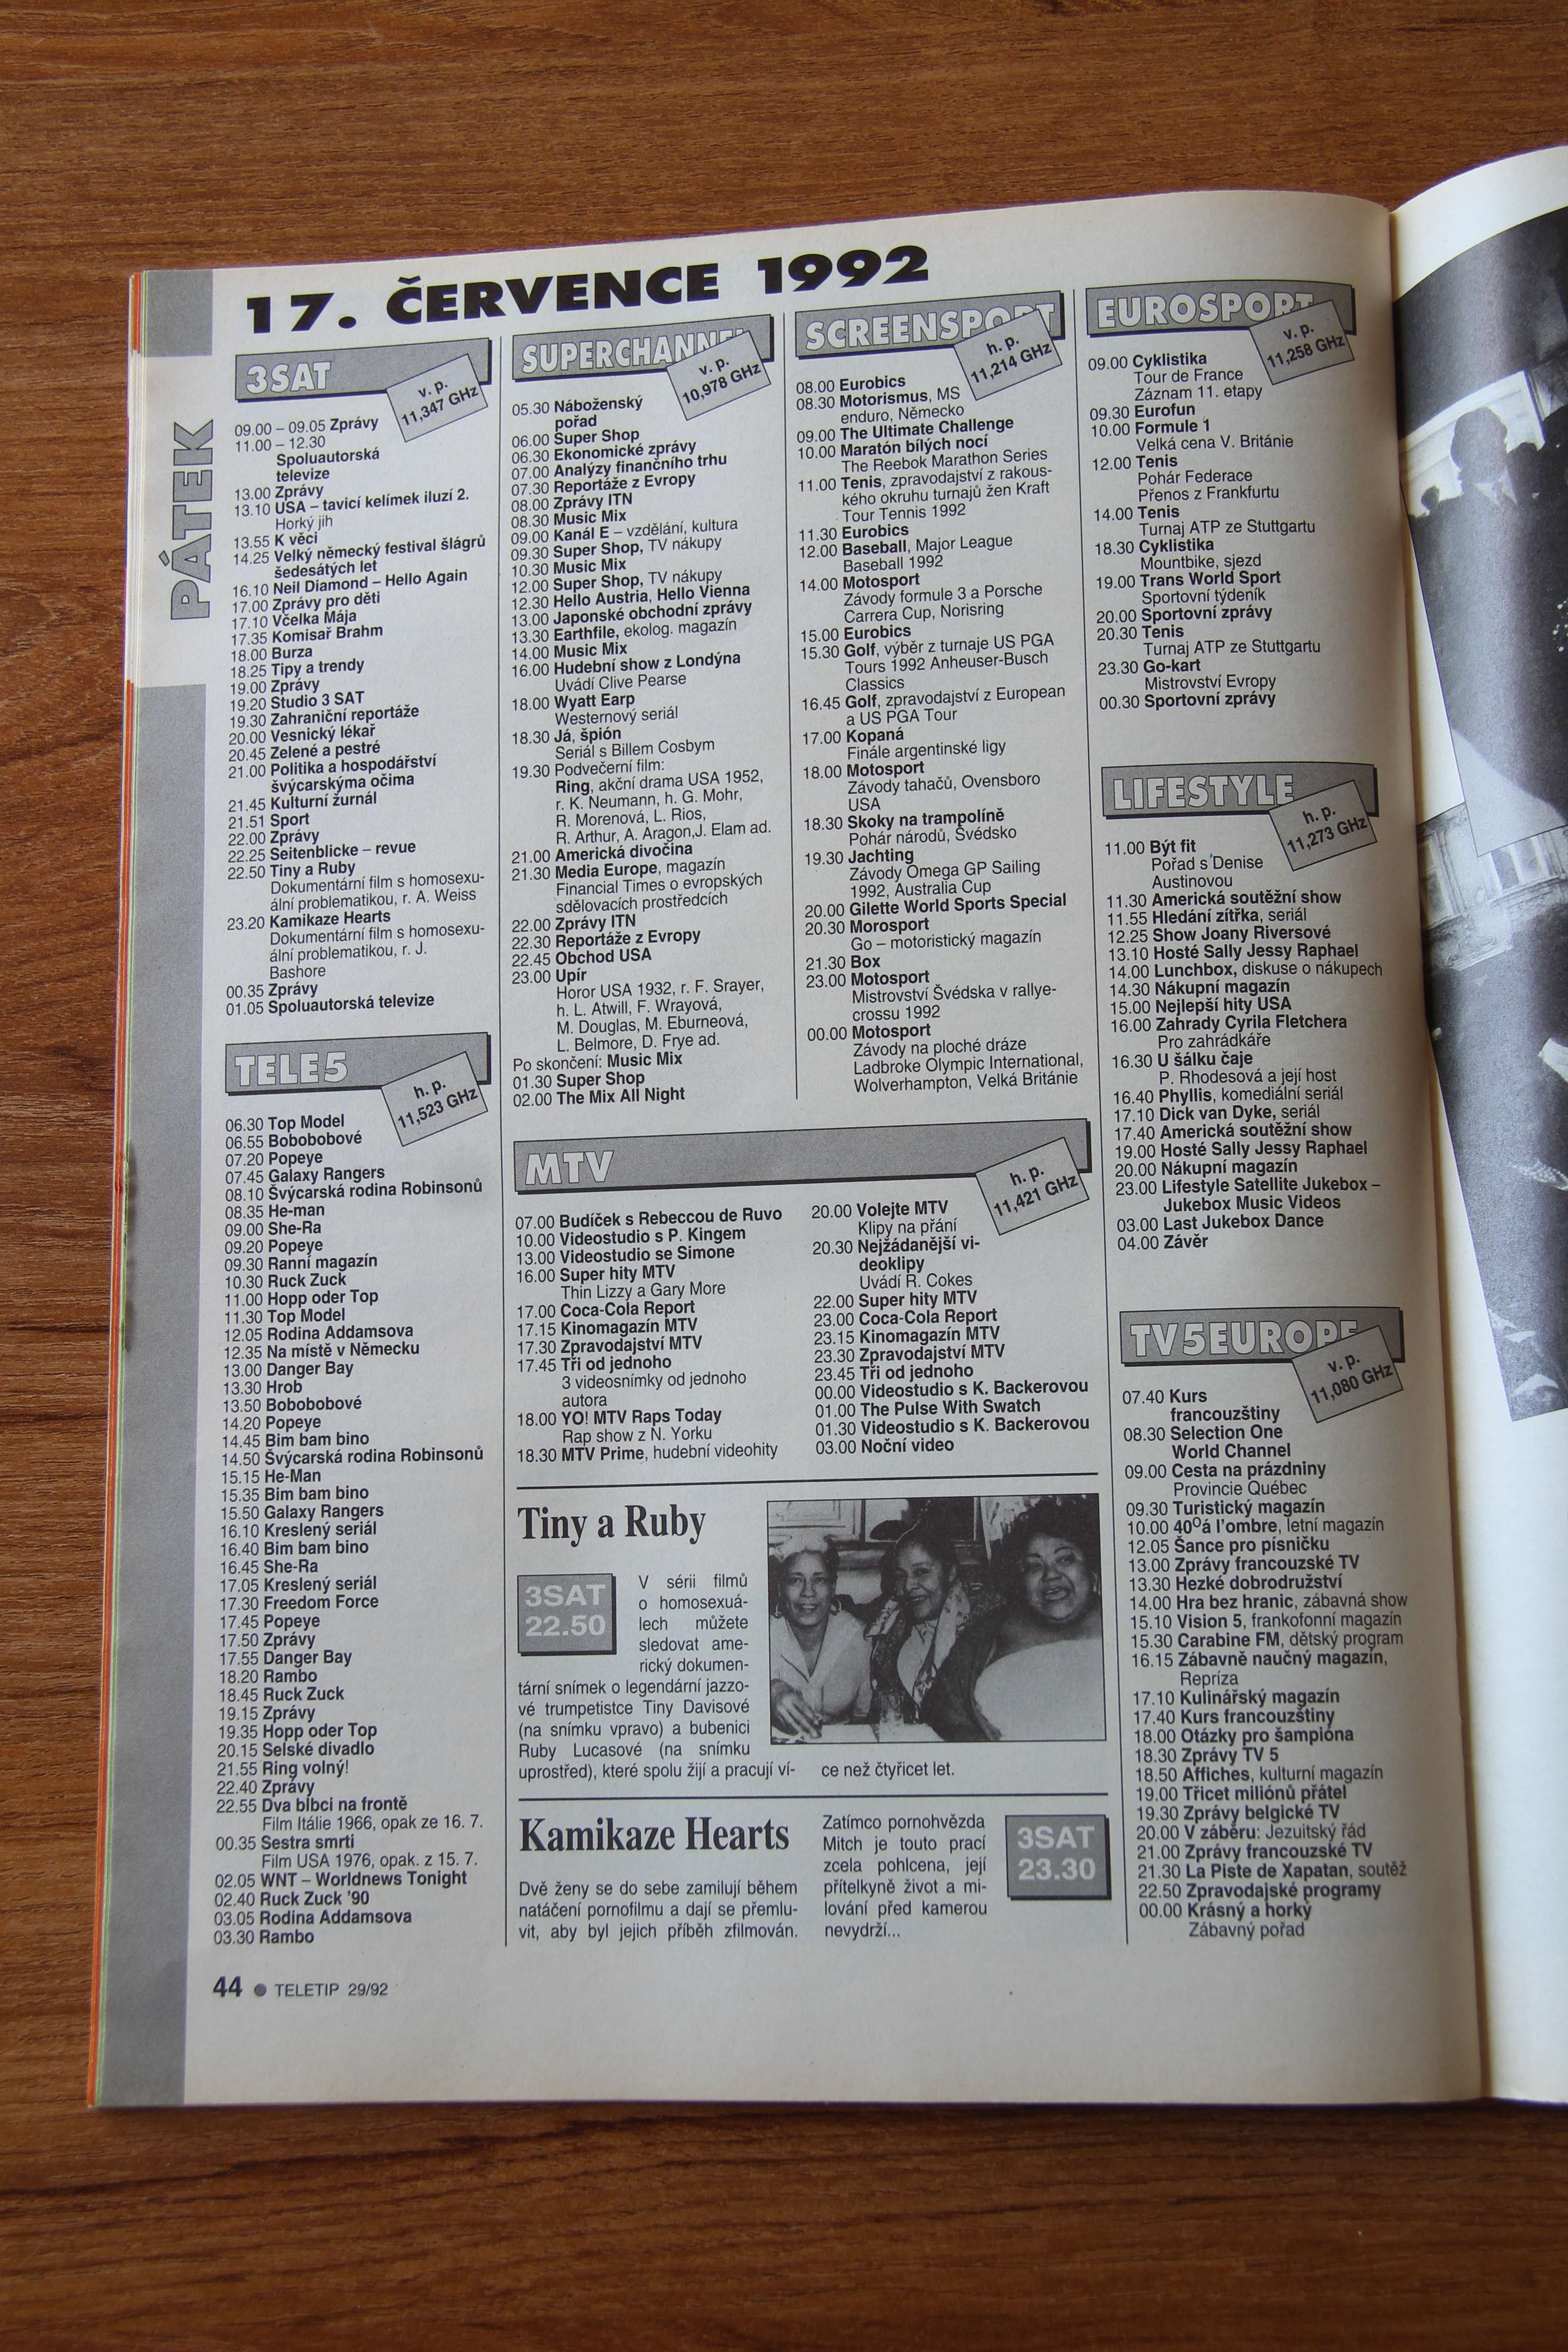 17. ČERVENCE 1992
PÁTEK
3SAT
v. p.
11,347 GHz
09.00 – 09.05 Zprávy
11.00 – 12.30
Spoluautorská
televize
13.00 Zprávy
13.10 USA – tavicí kelímek iluzí 2.
Horký jih
13.55 K věci
14.25 Velký německý festival šlágrů
šedesátých let
16.10 Neil Diamond – Hello Again
17.00 Zprávy pro děti
17.10 Včelka Mája
17.35 Komisař Brahm
18.00 Burza
18.25 Tipy a trendy
19.00 Zprávy
19.20 Studio 3 SAT
19.30 Zahraniční reportáže
20.00 Vesnický lékař
20.45 Zelené a pestré
21.00 Politika a hospodářství
švýcarskýma očima
21.45 Kulturní žurnál
21.51 Sport
22.00 Zprávy
22.25 Seitenblicke – revue
22.50 Tiny a Ruby
Dokumentární film s homosexu-
ální problematikou, r. A. Weiss
23.20 Kamikaze Hearts
Dokumentární film s homosexu-
ální problematikou, r. J.
Bashore
00.35 Zprávy
01.05 Spoluautorská televize
TELE5
h. p.
11,523 GHz
06.30 Top Model
06.55 Bobobobové
07.20 Popeye
07.45 Galaxy Rangers
08.10 Švýcarská rodina Robinsonů
08.35 He-man
09.00 She-Ra
09.20 Popeye
09.30 Ranní magazín
10.30 Ruck Zuck
11.00 Hopp oder Top
11.30 Top Model
12.05 Rodina Addamsova
12.35 Na místě v Německu
13.00 Danger Bay
13.30 Hrob
13.50 Bobobobové
14.20 Popeye
14.45 Bim bam bino
14.50 Švýcarská rodina Robinsonů
15.15 He-Man
15.35 Bim bam bino
15.50 Galaxy Rangers
16.10 Kreslený seriál
16.40 Bim bam bino
16.45 She-Ra
17.05 Kreslený seriál
17.30 Freedom Force
17.45 Popeye
17.50 Zprávy
17.55 Danger Bay
18.20 Rambo
18.45 Ruck Zuck
19.15 Zprávy
19.35 Hopp oder Top
20.15 Selské divadlo
21.55 Ring volný!
22.40 Zprávy
22.55 Dva blbci na frontě
Film Itálie 1966, opak ze 16. 7.
00.35 Sestra smrti
Film USA 1976, opak. z 15. 7.
02.05 WNT – Worldnews Tonight
02.40 Ruck Zuck '90
03.05 Rodina Addamsova
03.30 Rambo
SUPERCHANNEL
v. p.
10,978 GHz
05.30 Náboženský
pořad
06.00 Super Shop
06.30 Ekonomické zprávy
07.00 Analýzy finančního trhu
07.30 Reportáže z Evropy
08.00 Zprávy ITN
08.30 Music Mix
09.00 Kanál E – vzdělání, kultura
09.30 Super Shop, TV nákupy
10.30 Music Mix
12.00 Super Shop, TV nákupy
12.30 Hello Austria, Hello Vienna
13.00 Japonské obchodní zprávy
13.30 Earthfile, ekolog. magazín
14.00 Music Mix
16.00 Hudební show z Londýna
Uvádí Clive Pearse
18.00 Wyatt Earp
Westernový seriál
18.30 Já, špión
Seriál s Billem Cosbym
19.30 Podvečerní film:
Ring, akční drama USA 1952,
r. K. Neumann, h. G. Mohr,
R. Morenová, L. Rios,
R. Arthur, A. Aragon,J. Elam ad.
21.00 Americká divočina
21.30 Media Europe, magazín
Financial Times o evropských
sdělovacích prostředcích
22.00 Zprávy ITN
22.30 Reportáže z Evropy
22.45 Obchod USA
23.00 Upír
Horor USA 1932, r. F. Srayer,
h. L. Atwill, F. Wrayová,
M. Douglas, M. Eburneová,
L. Belmore, D. Frye ad.
Po skončení: Music Mix
01.30 Super Shop
02.00 The Mix All Night
SCREENSPORT
h. p.
11,214 GHz
08.00 Eurobics
08.30 Motorismus, MS
enduro, Německo
09.00 The Ultimate Challenge
10.00 Maratón bílých nocí
The Reebok Marathon Series
11.00 Tenis, zpravodajství z rakous-
kého okruhu turnajů žen Kraft
Tour Tennis 1992
11.30 Eurobics
12.00 Baseball, Major League
Baseball 1992
14.00 Motosport
Závody formule 3 a Porsche
Carrera Cup, Norisring
15.00 Eurobics
15.30 Golf, výběr z turnaje US PGA
Tours 1992 Anheuser-Busch
Classics
16.45 Golf, zpravodajství z European
a US PGA Tour
17.00 Kopaná
Finále argentinské ligy
18.00 Motosport
Závody tahačů, Ovensboro
USA
18.30 Skoky na trampolíně
Pohár národů, Švédsko
19.30 Jachting
Závody Omega GP Sailing
1992, Australia Cup
20.00 Gilette World Sports Special
20.30 Morosport
Go – motoristický magazín
21.30 Box
23.00 Motosport
Mistrovství Švédska v rallye-
crossu 1992
00.00 Motosport
Závody na ploché dráze
Ladbroke Olympic International,
Wolverhampton, Velká Británie
EUROSPORT
v. p.
11,258 GHz
09.00 Cyklistika
Tour de France
Záznam 11. etapy
09.30 Eurofun
10.00 Formule 1
Velká cena V. Británie
12.00 Tenis
Pohár Federace
Přenos z Frankfurtu
14.00 Tenis
Turnaj ATP ze Stuttgartu
18.30 Cyklistika
Mountbike, sjezd
19.00 Trans World Sport
Sportovní týdeník
20.00 Sportovní zprávy
20.30 Tenis
Turnaj ATP ze Stuttgartu
23.30 Go-kart
Mistrovství Evropy
00.30 Sportovní zprávy
LIFESTYLE
h. p.
11,273 GHz
11.00 Být fit
Pořad s Denise
Austinovou
11.30 Americká soutěžní show
11.55 Hledání zítřka, seriál
12.25 Show Joany Riversové
13.10 Hosté Sally Jessy Raphael
14.00 Lunchbox, diskuse o nákupech
14.30 Nákupní magazín
15.00 Nejlepší hity USA
16.00 Zahrady Cyrila Fletchera
Pro zahrádkáře
16.30 U šálku čaje
P. Rhodesová a její host
16.40 Phyllis, komediální seriál
17.10 Dick van Dyke, seriál
17.40 Americká soutěžní show
19.00 Hosté Sally Jessy Raphael
20.00 Nákupní magazín
23.00 Lifestyle Satellite Jukebox –
Jukebox Music Videos
03.00 Last Jukebox Dance
04.00 Závěr
MTV
h. p.
11,421 GHz
07.00 Budíček s Rebeccou de Ruvo
10.00 Videostudio s P. Kingem
13.00 Videostudio se Simone
16.00 Super hity MTV
Thin Lizzy a Gary More
17.00 Coca-Cola Report
17.15 Kinomagazín MTV
17.30 Zpravodajství MTV
17.45 Tři od jednoho
3 videosnímky od jednoho
autora
18.00 YO! MTV Raps Today
Rap show z N. Yorku
18.30 MTV Prime, hudební videohity
20.00 Volejte MTV
Klipy na přání
20.30 Nejžádanější vi-
deoklipy
Uvádí R. Cokes
22.00 Super hity MTV
23.00 Coca-Cola Report
23.15 Kinomagazín MTV
23.30 Zpravodajství MTV
23.45 Tři od jednoho
00.00 Videostudio s K. Backerovou
01.00 The Pulse With Swatch
01.30 Videostudio s K. Backerovou
03.00 Noční video
TV5EUROPE
v. p.
11,080 GHz
07.40 Kurs
francouzštiny
08.30 Selection One
World Channel
09.00 Cesta na prázdniny
Provincie Québec
09.30 Turistický magazín
10.00 40ºá l'ombre, letní magazín
12.05 Šance pro písničku
13.00 Zprávy francouzské TV
13.30 Hezké dobrodružství
14.00 Hra bez hranic, zábavná show
15.10 Vision 5, frankofonní magazín
15.30 Carabine FM, dětský program
16.15 Zábavně naučný magazín,
Repríza
17.10 Kulinářský magazín
17.40 Kurs francouzštiny
18.00 Otázky pro šampióna
18.30 Zprávy TV 5
18.50 Affiches, kulturní magazín
19.00 Třicet miliónů přátel
19.30 Zprávy belgické TV
20.00 V záběru: Jezuitský řád
21.00 Zprávy francouzské TV
21.30 La Piste de Xapatan, soutěž
22.50 Zpravodajské programy
00.00 Krásný a horký
Zábavný pořad
Tiny a Ruby
3SAT
22.50
V sérii filmů
o homosexuá-
lech můžete
sledovat ame-
rický dokumen-
tární snímek o legendární jazzo-
vé trumpetistce Tiny Davisové
(na snímku vpravo) a bubenici
Ruby Lucasové (na snímku
uprostřed), které spolu žijí a pracují ví-
ce než čtyřicet let.
Kamikaze Hearts
Dvě ženy se do sebe zamilují během
natáčení pornofilmu a dají se přemlu-
vit, aby byl jejich příběh zfilmován.
Zatímco pornohvězda
Mitch je touto prací
zcela pohlcena, její
přítelkyně život a mi-
lování před kamerou
nevydrží...
3SAT
23.30
44 ● TELETIP 29/92